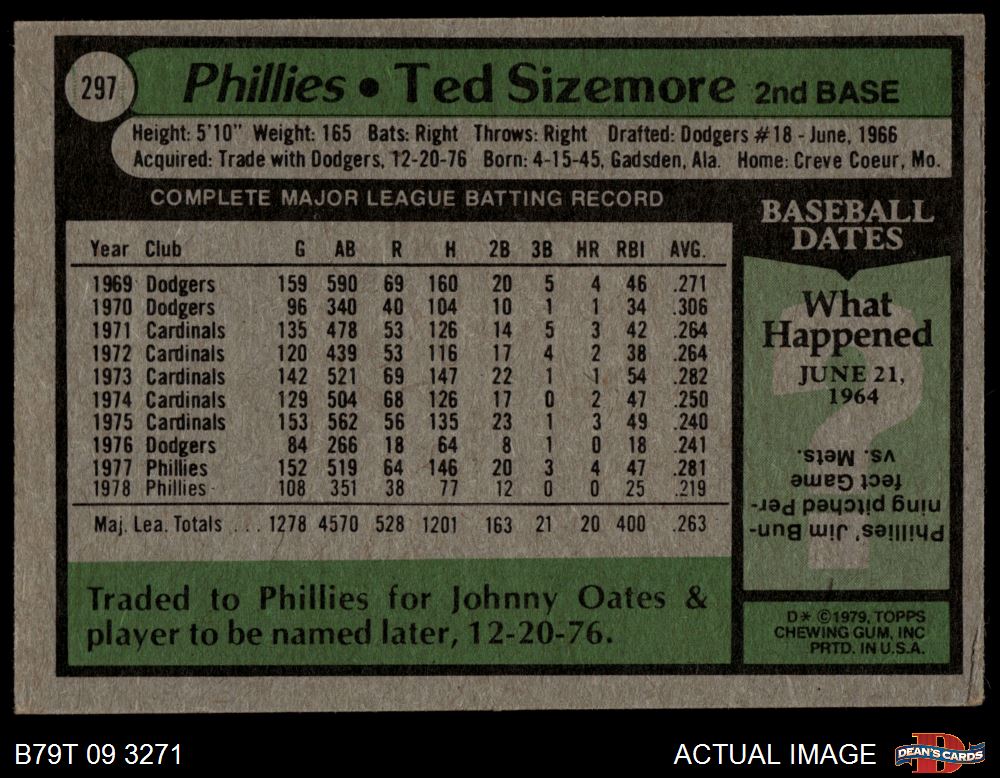 297
Phillies • Ted Sizemore 2nd BASE
Height: 5'10" Weight: 165 Bats: Right Throws: Right Drafted: Dodgers #18 - June, 1966
Acquired: Trade with Dodgers, 12-20-76 Born: 4-15-45, Gadsden, Ala. Home: Creve Coeur, Mo.
COMPLETE MAJOR LEAGUE BATTING RECORD
Year Club G AB R H 2B 3B HR RBI AVG.
1969 Dodgers 159 590 69 160 20 5 4 46 .271
1970 Dodgers 96 340 40 104 10 1 1 34 .306
1971 Cardinals 135 478 53 126 14 5 3 42 .264
1972 Cardinals 120 439 53 116 17 4 2 38 .264
1973 Cardinals 142 521 69 147 22 1 1 54 .282
1974 Cardinals 129 504 68 126 17 0 2 47 .250
1975 Cardinals 153 562 56 135 23 1 3 49 .240
1976 Dodgers 84 266 18 64 8 1 0 18 .241
1977 Phillies 152 519 64 146 20 3 4 47 .281
1978 Phillies 108 351 38 77 12 0 0 25 .219
Maj. Lea. Totals ... 1278 4570 528 1201 163 21 20 400 .263
Traded to Phillies for Johnny Oates &
player to be named later, 12-20-76.
BASEBALL
DATES
What
Happened
JUNE 21,
1964
?
Phillies' Jim Bun-
ning pitched Per-
fect Game
vs. Mets.
D* ©1979, TOPPS
CHEWING GUM, INC
PRTD. IN U.S.A.
B79T 09 3271
ACTUAL IMAGE
DEAN'S CARDS